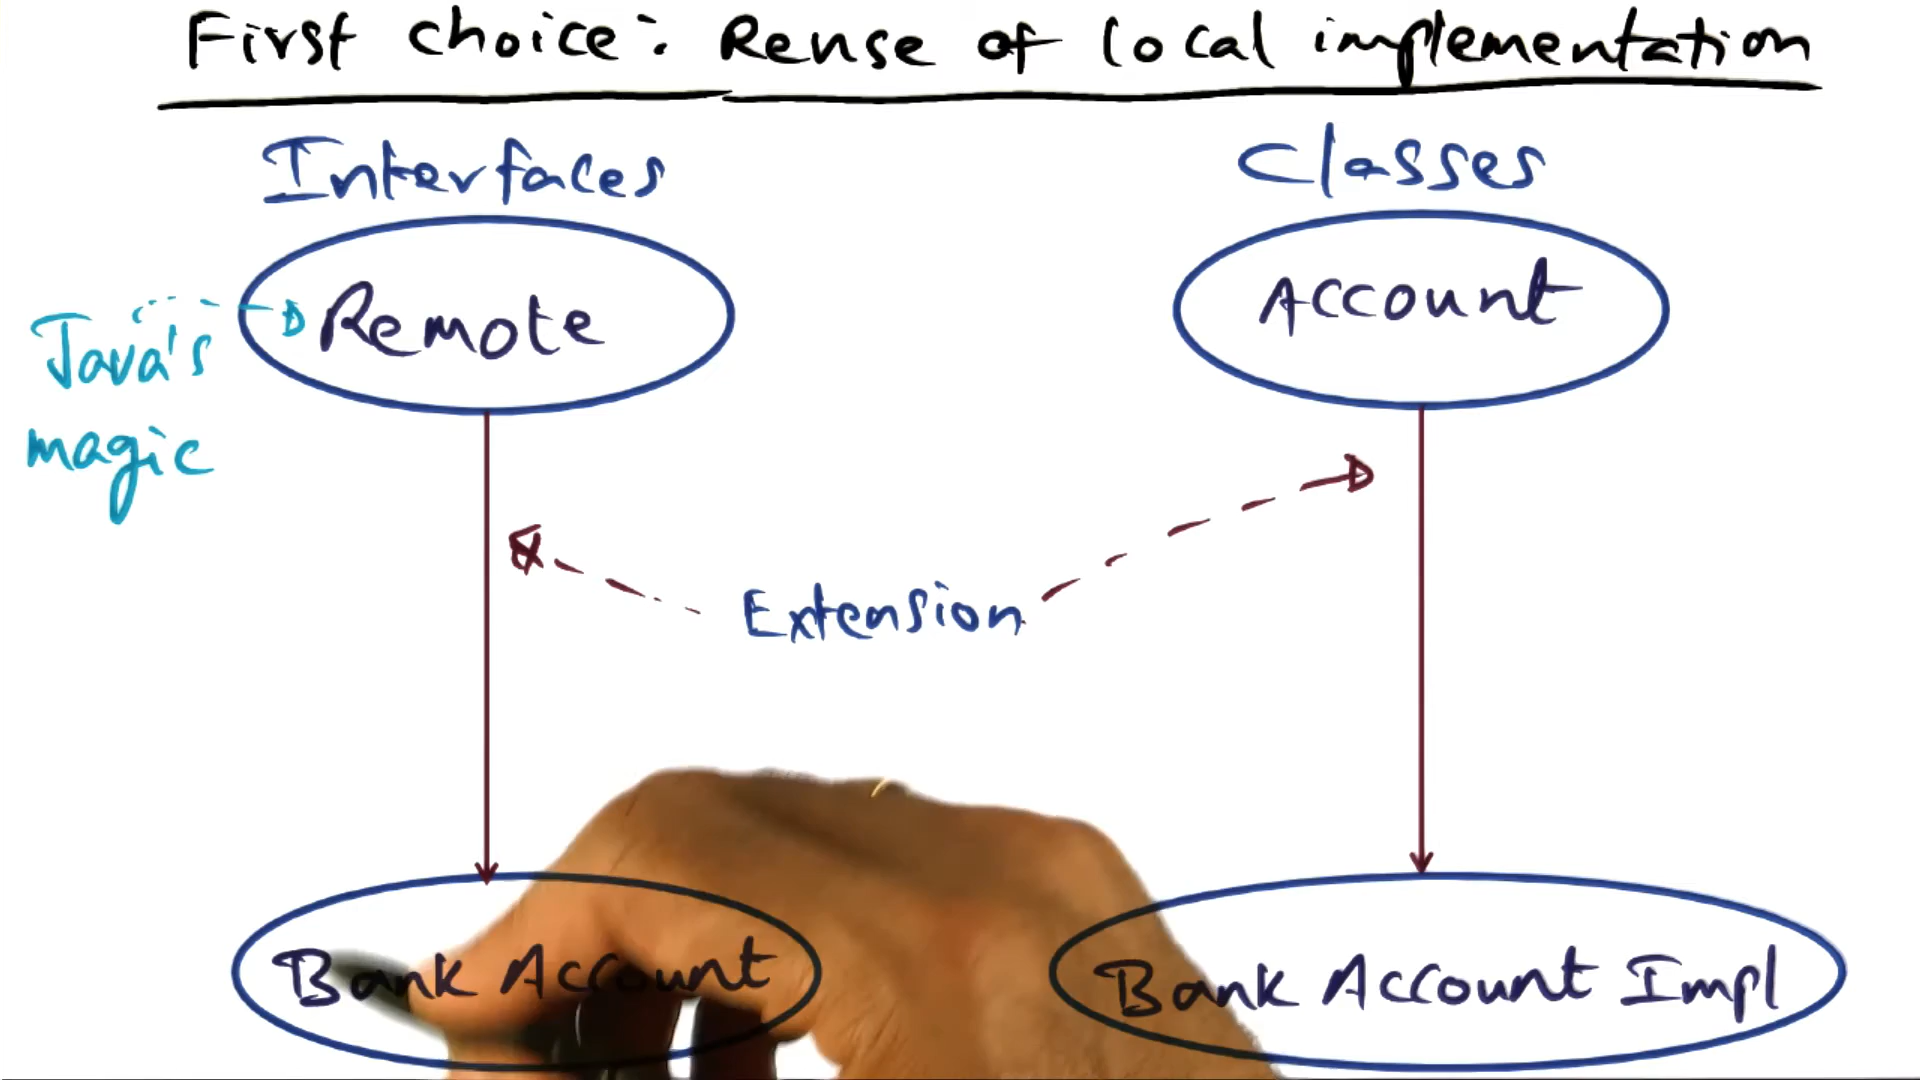 First choice: Reuse of local implementation
Interfaces
Classes
Java's
magic
Remote
Account
Extension
Bank Account
Bank Account Impl